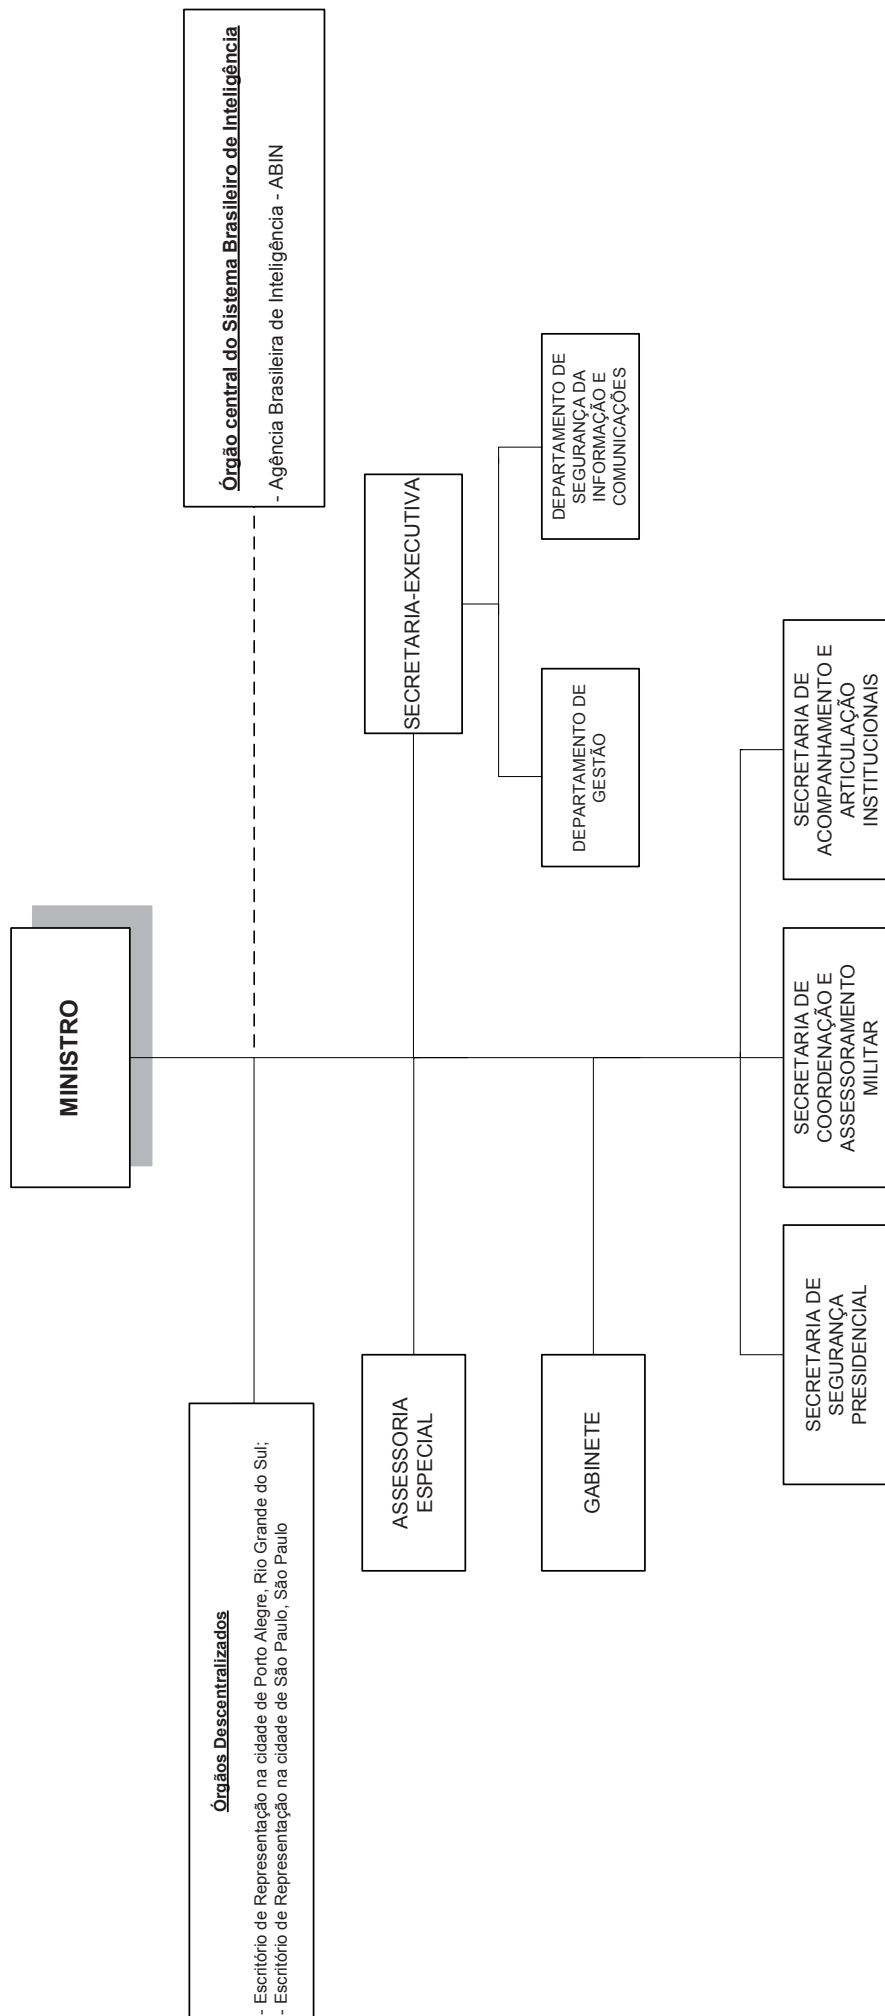 MINISTRO
Órgãos Descentralizados
- Escritório de Representação na cidade de Porto Alegre, Rio Grande do Sul;
- Escritório de Representação na cidade de São Paulo, São Paulo
Órgão central do Sistema Brasileiro de Inteligência
- Agência Brasileira de Inteligência - ABIN
ASSESSORIA
ESPECIAL
SECRETARIA-EXECUTIVA
GABINETE
DEPARTAMENTO DE
GESTÃO
DEPARTAMENTO DE
SEGURANÇA DA
INFORMAÇÃO E
COMUNICAÇÕES
SECRETARIA DE
SEGURANÇA
PRESIDENCIAL
SECRETARIA DE
COORDENAÇÃO E
ASSESSORAMENTO
MILITAR
SECRETARIA DE
ACOMPANHAMENTO E
ARTICULAÇÃO
INSTITUCIONAIS